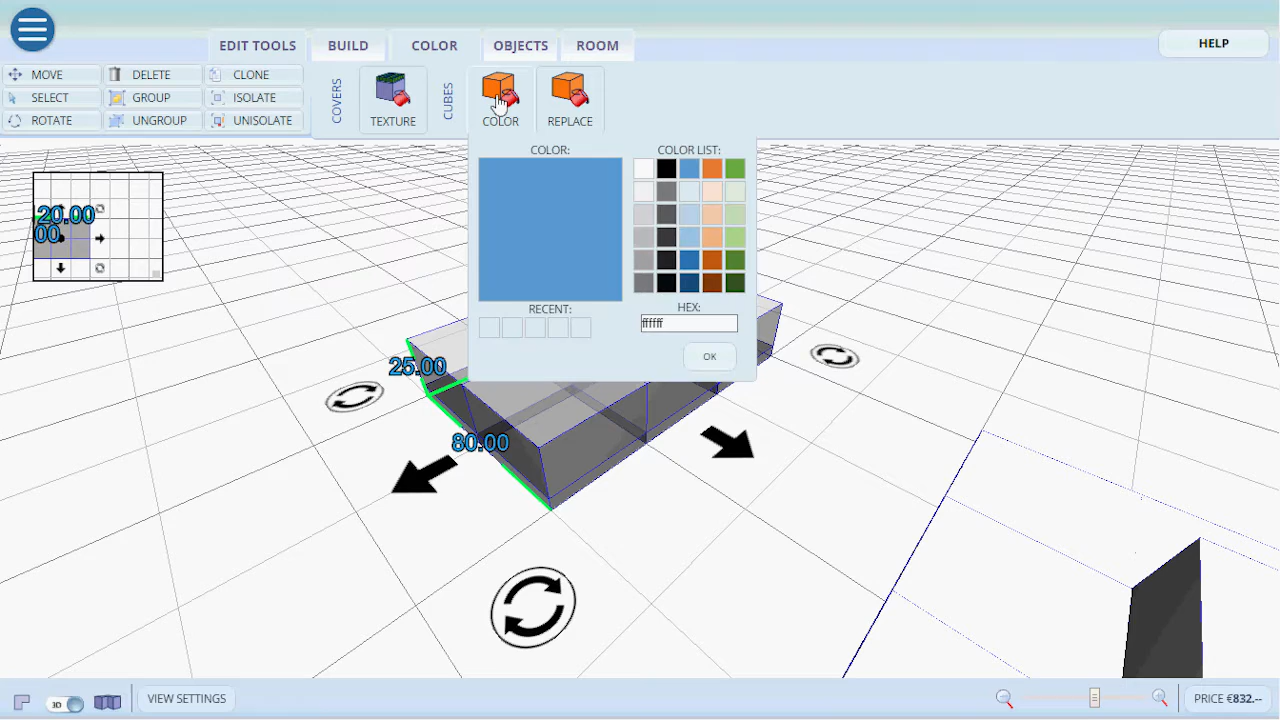 EDIT TOOLS
BUILD
COLOR
OBJECTS
ROOM
HELP
MOVE
DELETE
CLONE
SELECT
GROUP
ISOLATE
ROTATE
UNGROUP
UNISOLATE
COVERS
TEXTURE
CUBES
COLOR
REPLACE
COLOR:
COLOR LIST:
RECENT:
HEX:
ffffff
OK
20.00
00
25.00
80.00
3D
VIEW SETTINGS
PRICE €832.--